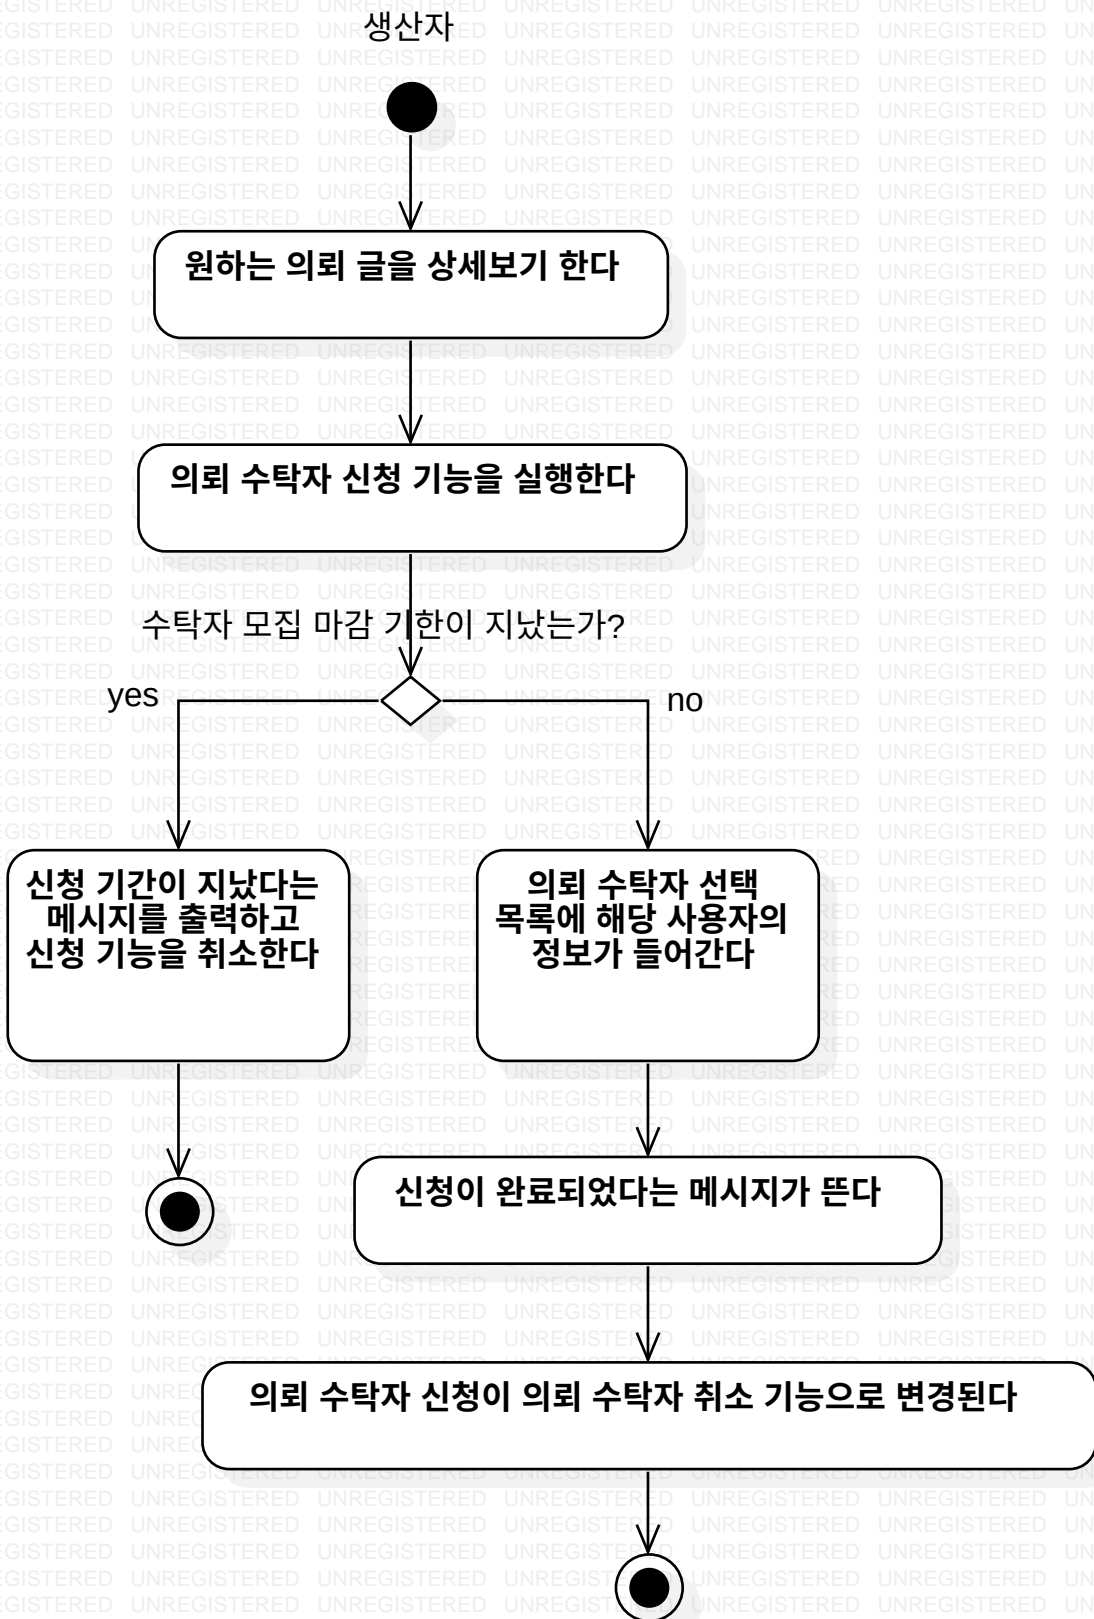 생산자
원하는 의뢰 글을 상세보기 한다
의뢰 수탁자 신청 기능을 실행한다
수탁자 모집 마감 기한이 지났는가?
yes
no
신청 기간이 지났다는
메시지를 출력하고
신청 기능을 취소한다
의뢰 수탁자 선택
목록에 해당 사용자의
정보가 들어간다
신청이 완료되었다는 메시지가 뜬다
의뢰 수탁자 신청이 의뢰 수탁자 취소 기능으로 변경된다
UNREGISTERED